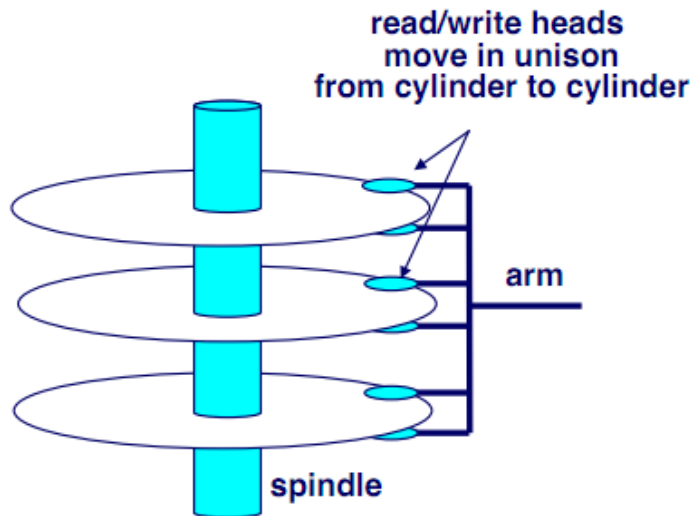 read/write heads
move in unison
from cylinder to cylinder
arm
spindle